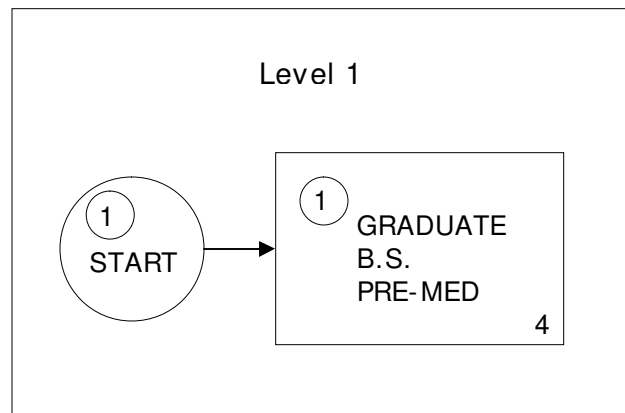 Level 1
1
START
1
GRADUATE
B.S.
PRE-MED
4